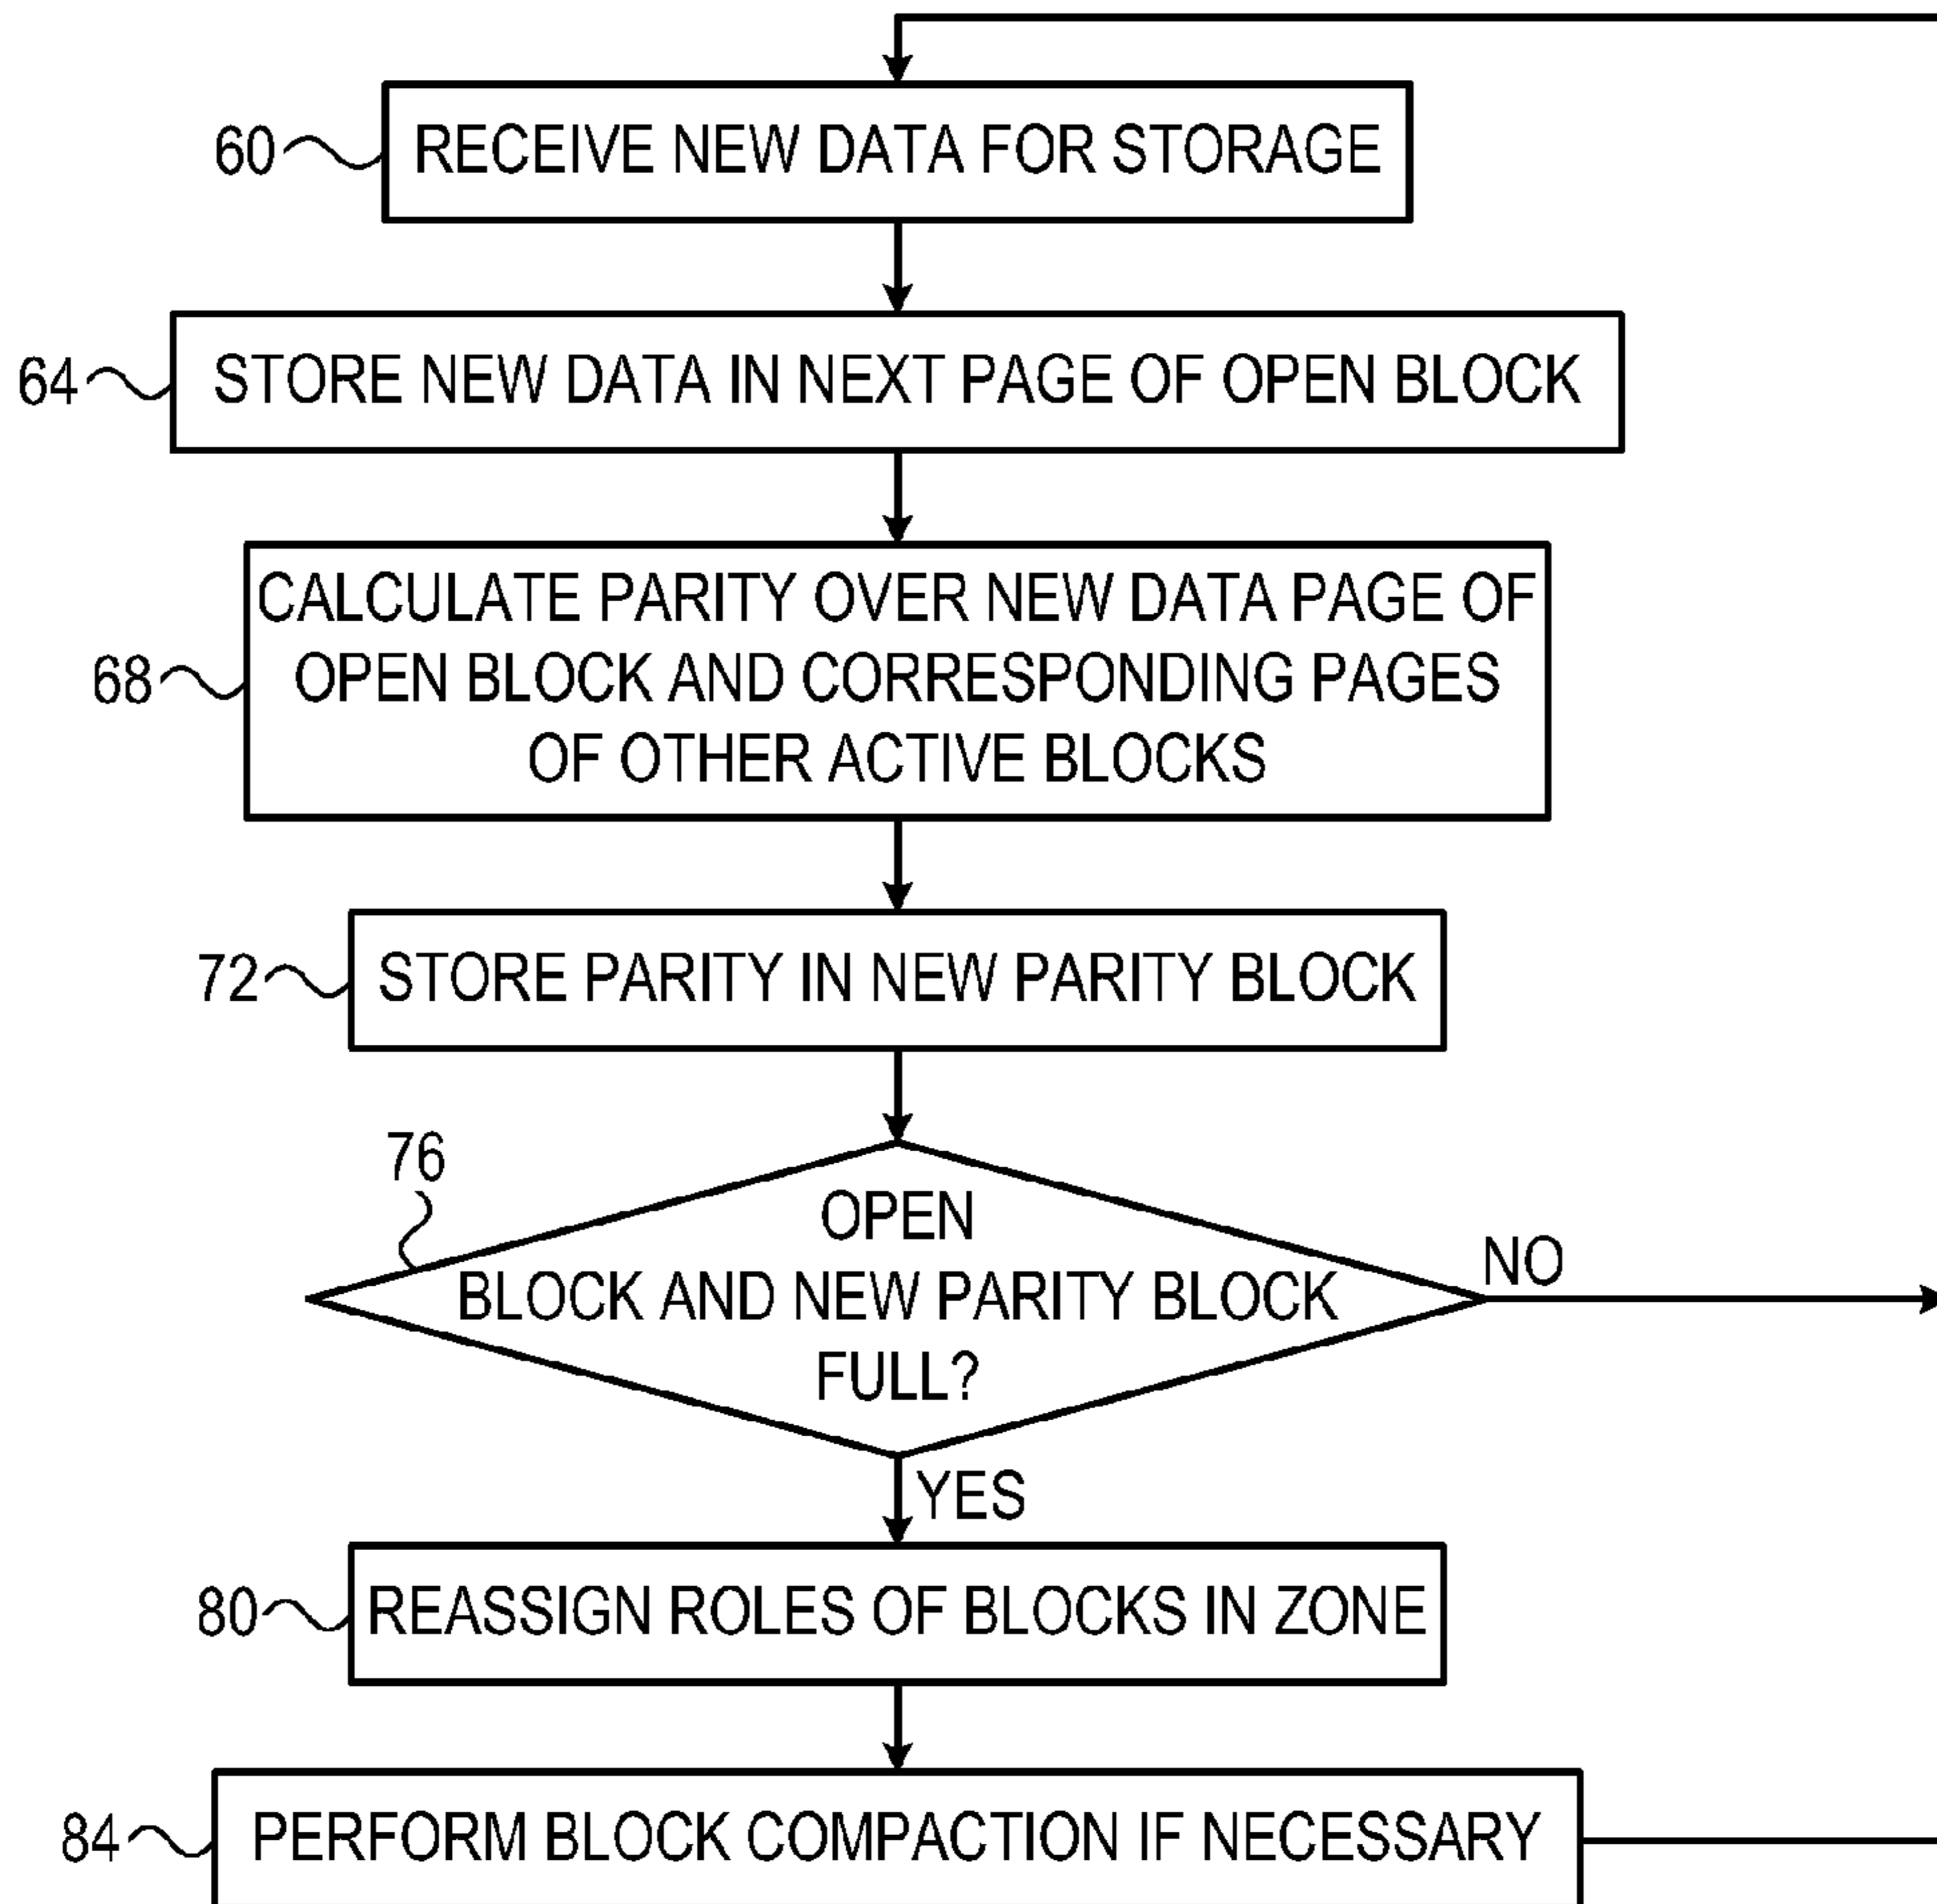 60
RECEIVE NEW DATA FOR STORAGE
64
STORE NEW DATA IN NEXT PAGE OF OPEN BLOCK
68
CALCULATE PARITY OVER NEW DATA PAGE OF
OPEN BLOCK AND CORRESPONDING PAGES
OF OTHER ACTIVE BLOCKS
72
STORE PARITY IN NEW PARITY BLOCK
76
OPEN
BLOCK AND NEW PARITY BLOCK
FULL?
NO
YES
80
REASSIGN ROLES OF BLOCKS IN ZONE
84
PERFORM BLOCK COMPACTION IF NECESSARY